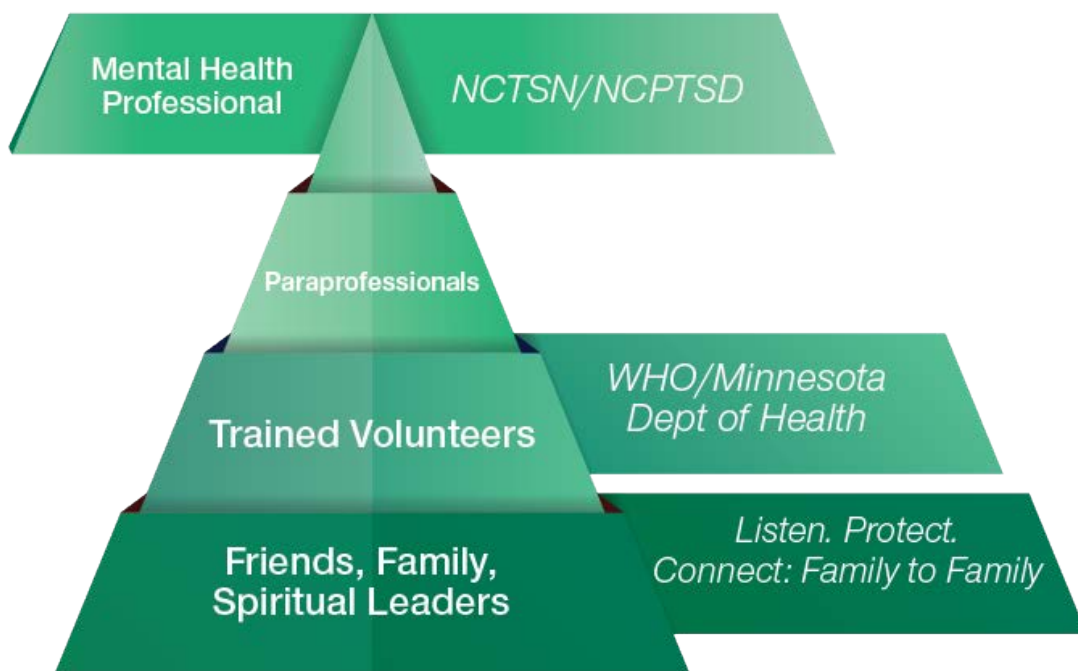 Mental Health
Professional
NCTSN/NCPTSD
Paraprofessionals
WHO/Minnesota
Dept of Health
Trained Volunteers
Listen. Protect.
Connect: Family to Family
Friends, Family,
Spiritual Leaders